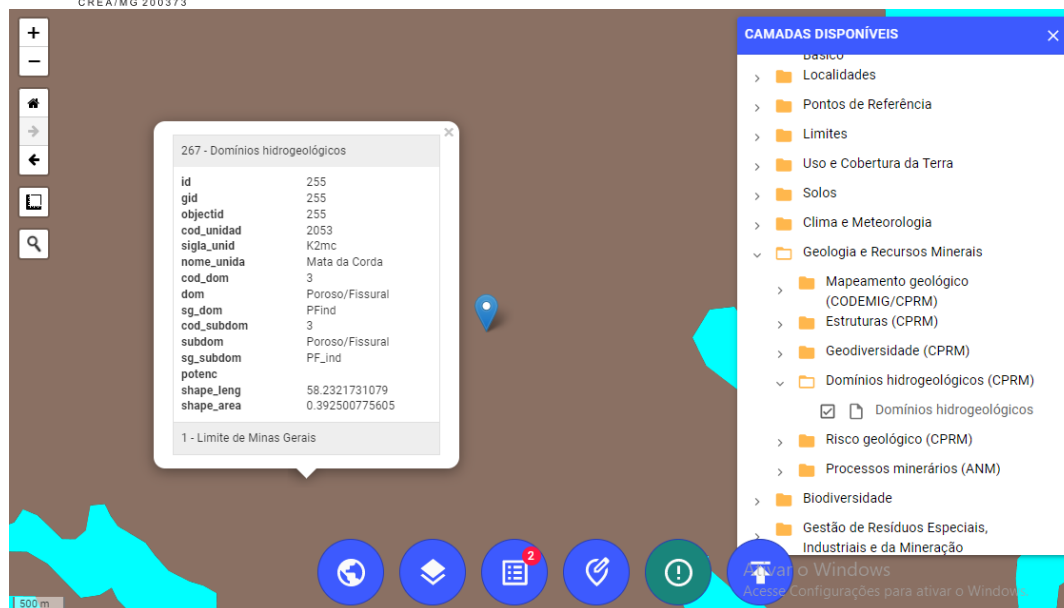 CREA/MG 200373
+
−
CAMADAS DISPONÍVEIS
Básico
Localidades
Pontos de Referência
Limites
Uso e Cobertura da Terra
Solos
Clima e Meteorologia
Geologia e Recursos Minerais
Mapeamento geológico
(CODEMIG/CPRM)
Estruturas (CPRM)
Geodiversidade (CPRM)
Domínios hidrogeológicos (CPRM)
Domínios hidrogeológicos
Risco geológico (CPRM)
Processos minerários (ANM)
Biodiversidade
Gestão de Resíduos Especiais,
Industriais e da Mineração
267 - Domínios hidrogeológicos
id 255
gid 255
objectid 255
cod_unidad 2053
sigla_unid K2mc
nome_unida Mata da Corda
cod_dom 3
dom Poroso/Fissural
sg_dom PFind
cod_subdom 3
subdom Poroso/Fissural
sg_subdom PF_ind
potenc
shape_leng 58.2321731079
shape_area 0.392500775605
1 - Limite de Minas Gerais
2
500 m
Ativar o Windows
Acesse Configurações para ativar o Windows.